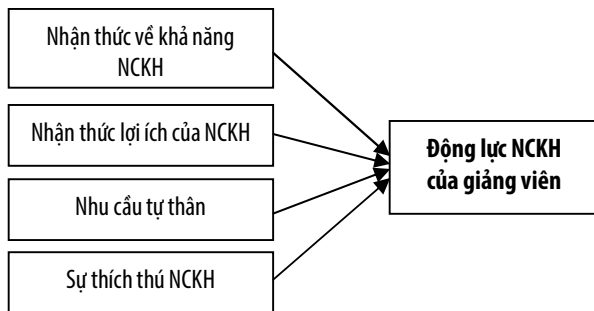 Nhận thức về khả năng
NCKH
Nhận thức lợi ích của NCKH
Nhu cầu tự thân
Sự thích thú NCKH
Động lực NCKH
của giảng viên